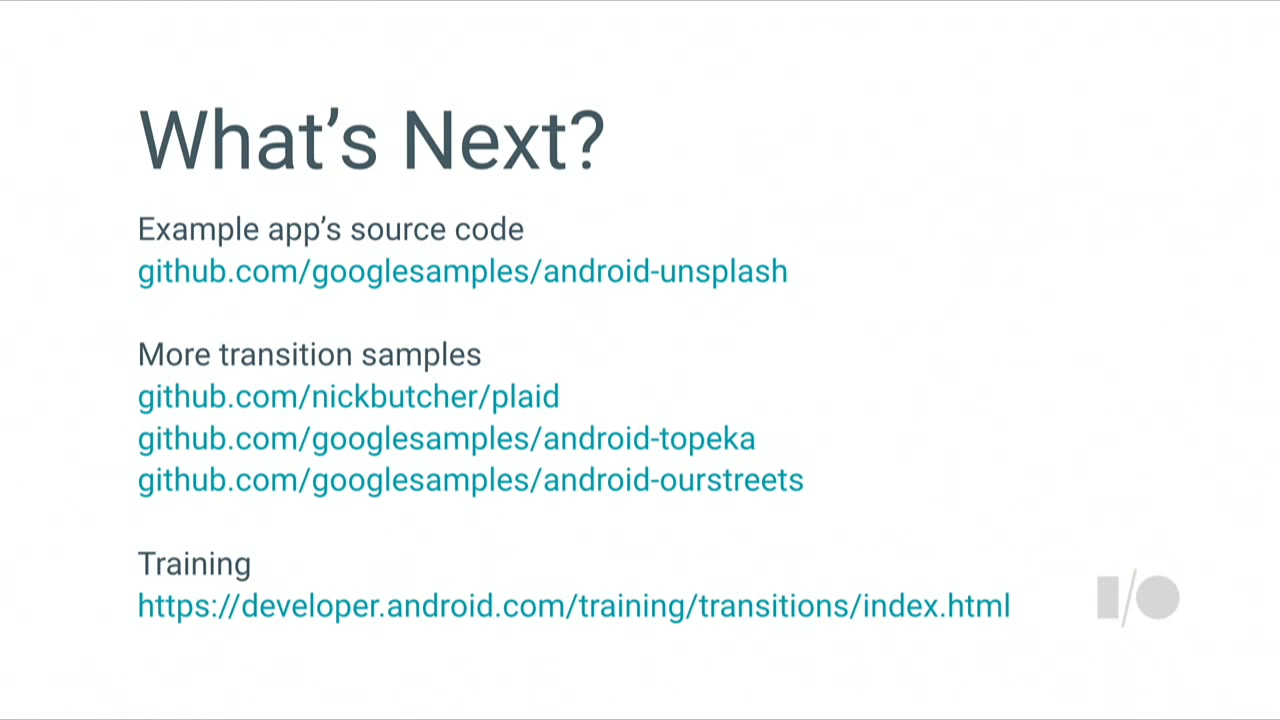 What’s Next?
Example app’s source code
github.com/googlesamples/android-unsplash
More transition samples
github.com/nickbutcher/plaid
github.com/googlesamples/android-topeka
github.com/googlesamples/android-ourstreets
Training
https://developer.android.com/training/transitions/index.html
I/O